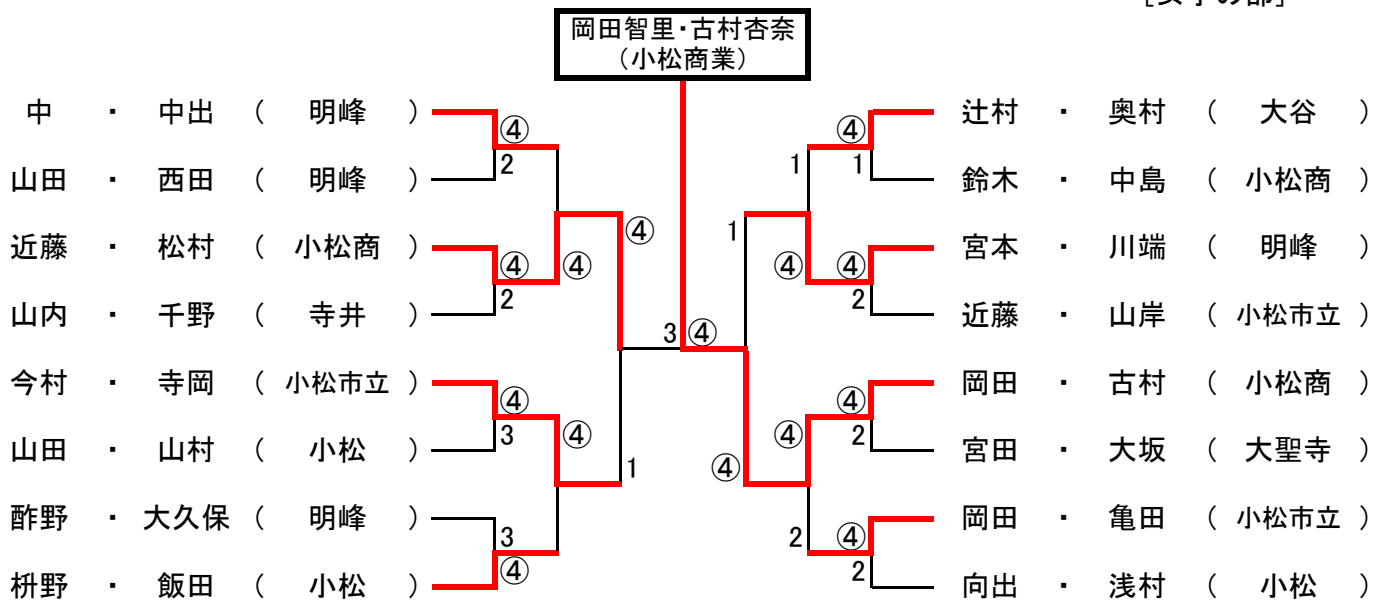 ［女子の部］
岡田智里・古村杏奈
（小松商業）
中 ・ 中出 （ 明峰 ）
④
2
山田 ・ 西田 （ 明峰 ）
④
④
近藤 ・ 松村 （ 小松商 ）
④
2
山内 ・ 千野 （ 寺井 ）
3 ④
今村 ・ 寺岡 （ 小松市立 ）
④
3
山田 ・ 山村 （ 小松 ）
④
1
酢野 ・ 大久保 （ 明峰 ）
3
④
枡野 ・ 飯田 （ 小松 ）
辻村 ・ 奥村 （ 大谷 ）
④
1
1
鈴木 ・ 中島 （ 小松商 ）
1
④
宮本 ・ 川端 （ 明峰 ）
④
2
近藤 ・ 山岸 （ 小松市立 ）
岡田 ・ 古村 （ 小松商 ）
④
2
宮田 ・ 大坂 （ 大聖寺 ）
④
④
岡田 ・ 亀田 （ 小松市立 ）
2
④
2
向出 ・ 浅村 （ 小松 ）